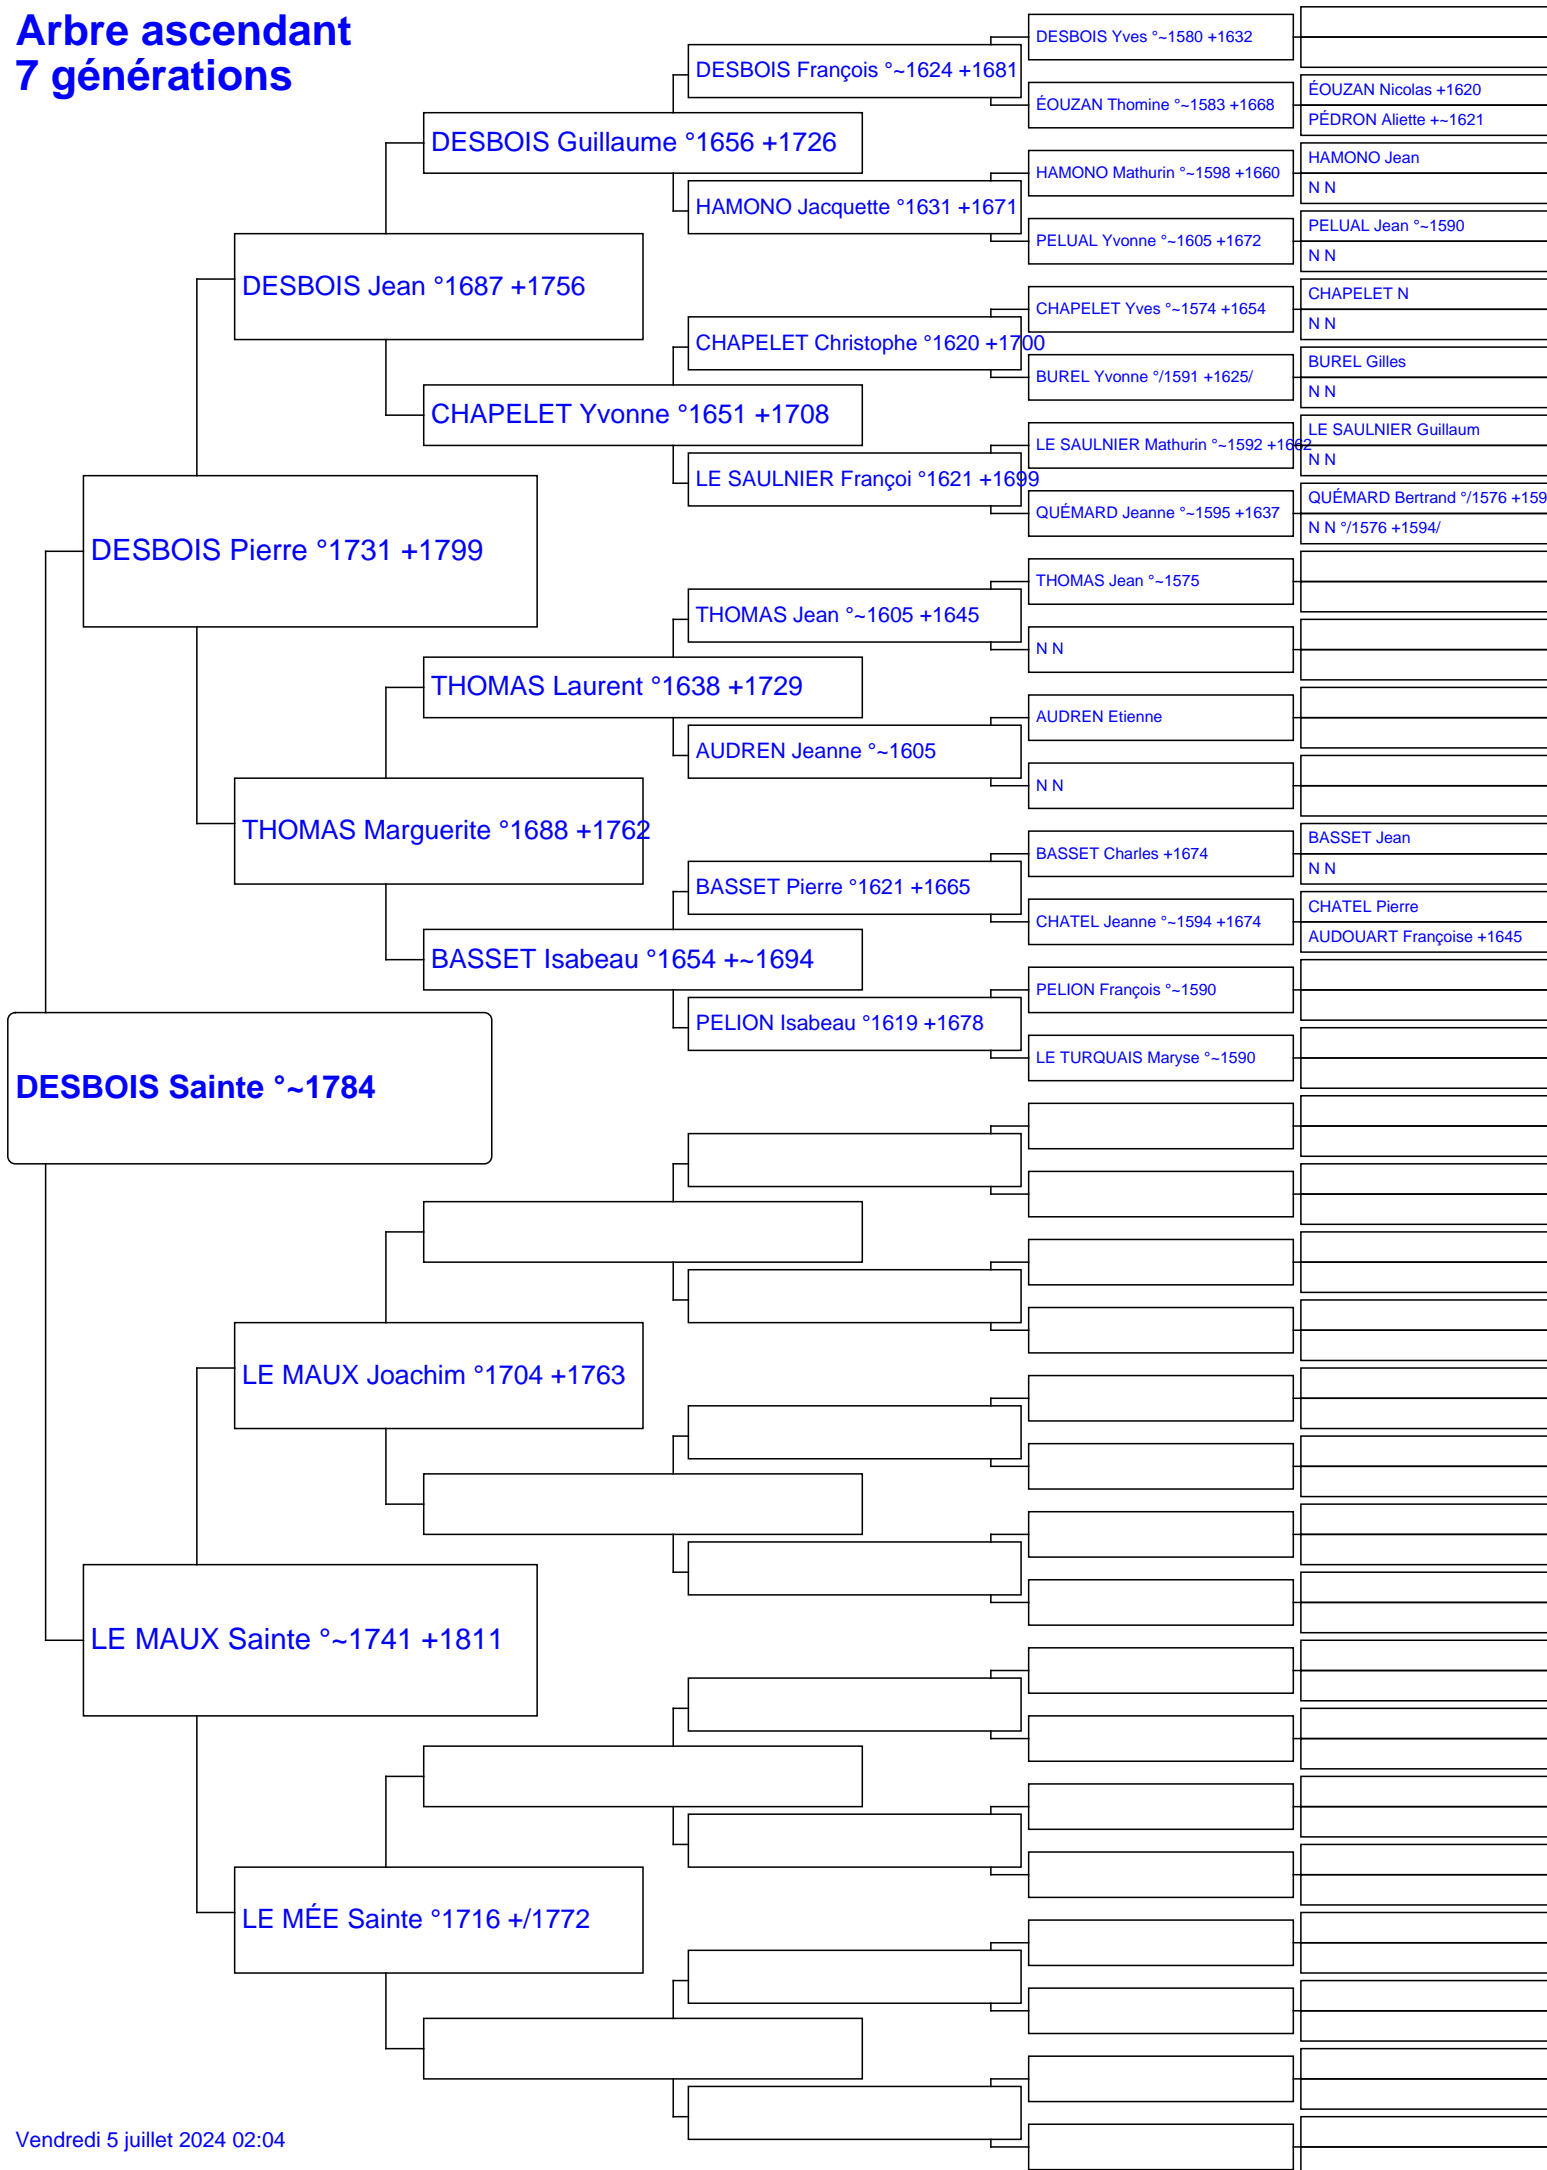 Arbre ascendant
7 générations
DESBOIS Sainte °~1784
DESBOIS Pierre °1731 +1799
LE MAUX Sainte °~1741 +1811
DESBOIS Jean °1687 +1756
THOMAS Marguerite °1688 +1762
LE MAUX Joachim °1704 +1763
LE MÉE Sainte °1716 +/1772
DESBOIS Guillaume °1656 +1726
CHAPELET Yvonne °1651 +1708
THOMAS Laurent °1638 +1729
BASSET Isabeau °1654 +~1694
DESBOIS François °~1624 +1681
HAMONO Jacquette °1631 +1671
CHAPELET Christophe °1620 +1700
LE SAULNIER Françoi °1621 +1699
THOMAS Jean °~1605 +1645
AUDREN Jeanne °~1605
BASSET Pierre °1621 +1665
PELION Isabeau °1619 +1678
DESBOIS Yves °~1580 +1632
ÉOUZAN Thomine °~1583 +1668
HAMONO Mathurin °~1598 +1660
PELUAL Yvonne °~1605 +1672
CHAPELET Yves °~1574 +1654
BUREL Yvonne °/1591 +1625/
LE SAULNIER Mathurin °~1592 +1662
QUÉMARD Jeanne °~1595 +1637
THOMAS Jean °~1575
N N
AUDREN Etienne
N N
BASSET Charles +1674
CHATEL Jeanne °~1594 +1674
PELION François °~1590
LE TURQUAIS Maryse °~1590
ÉOUZAN Nicolas +1620
PÉDRON Aliette +~1621
HAMONO Jean
N N
PELUAL Jean °~1590
N N
CHAPELET N
N N
BUREL Gilles
N N
LE SAULNIER Guillaum
N N
QUÉMARD Bertrand °/1576 +159
N N °/1576 +1594/
BASSET Jean
N N
CHATEL Pierre
AUDOUART Françoise +1645
Vendredi 5 juillet 2024 02:04